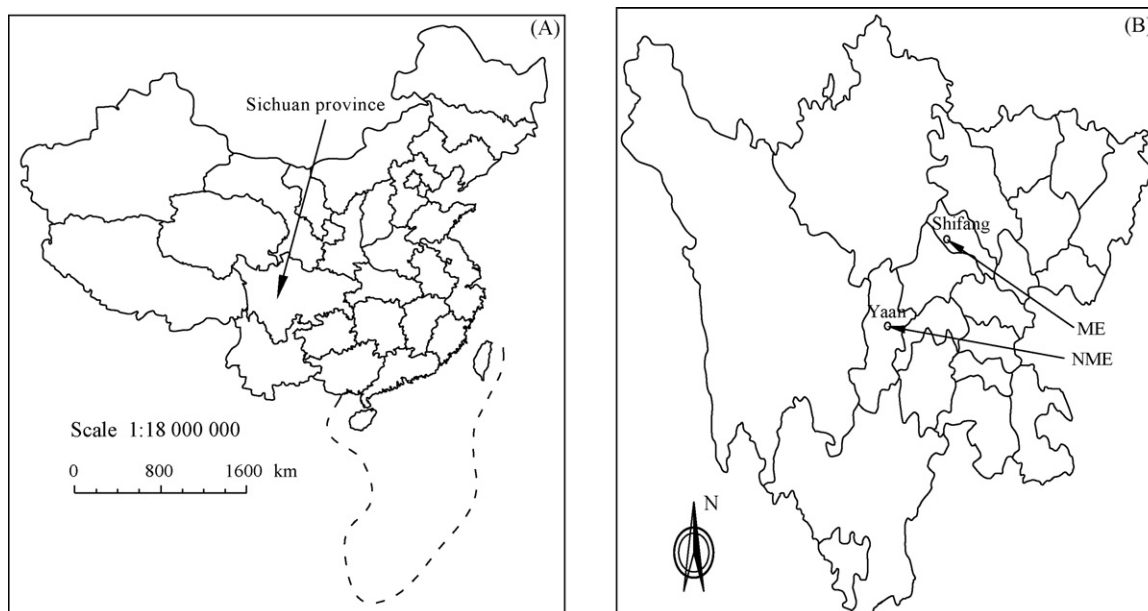 (A)
Sichuan province
Scale 1:18 000 000
0 800 1600 km
(B)
Shifang
Yaan
ME
NME
N